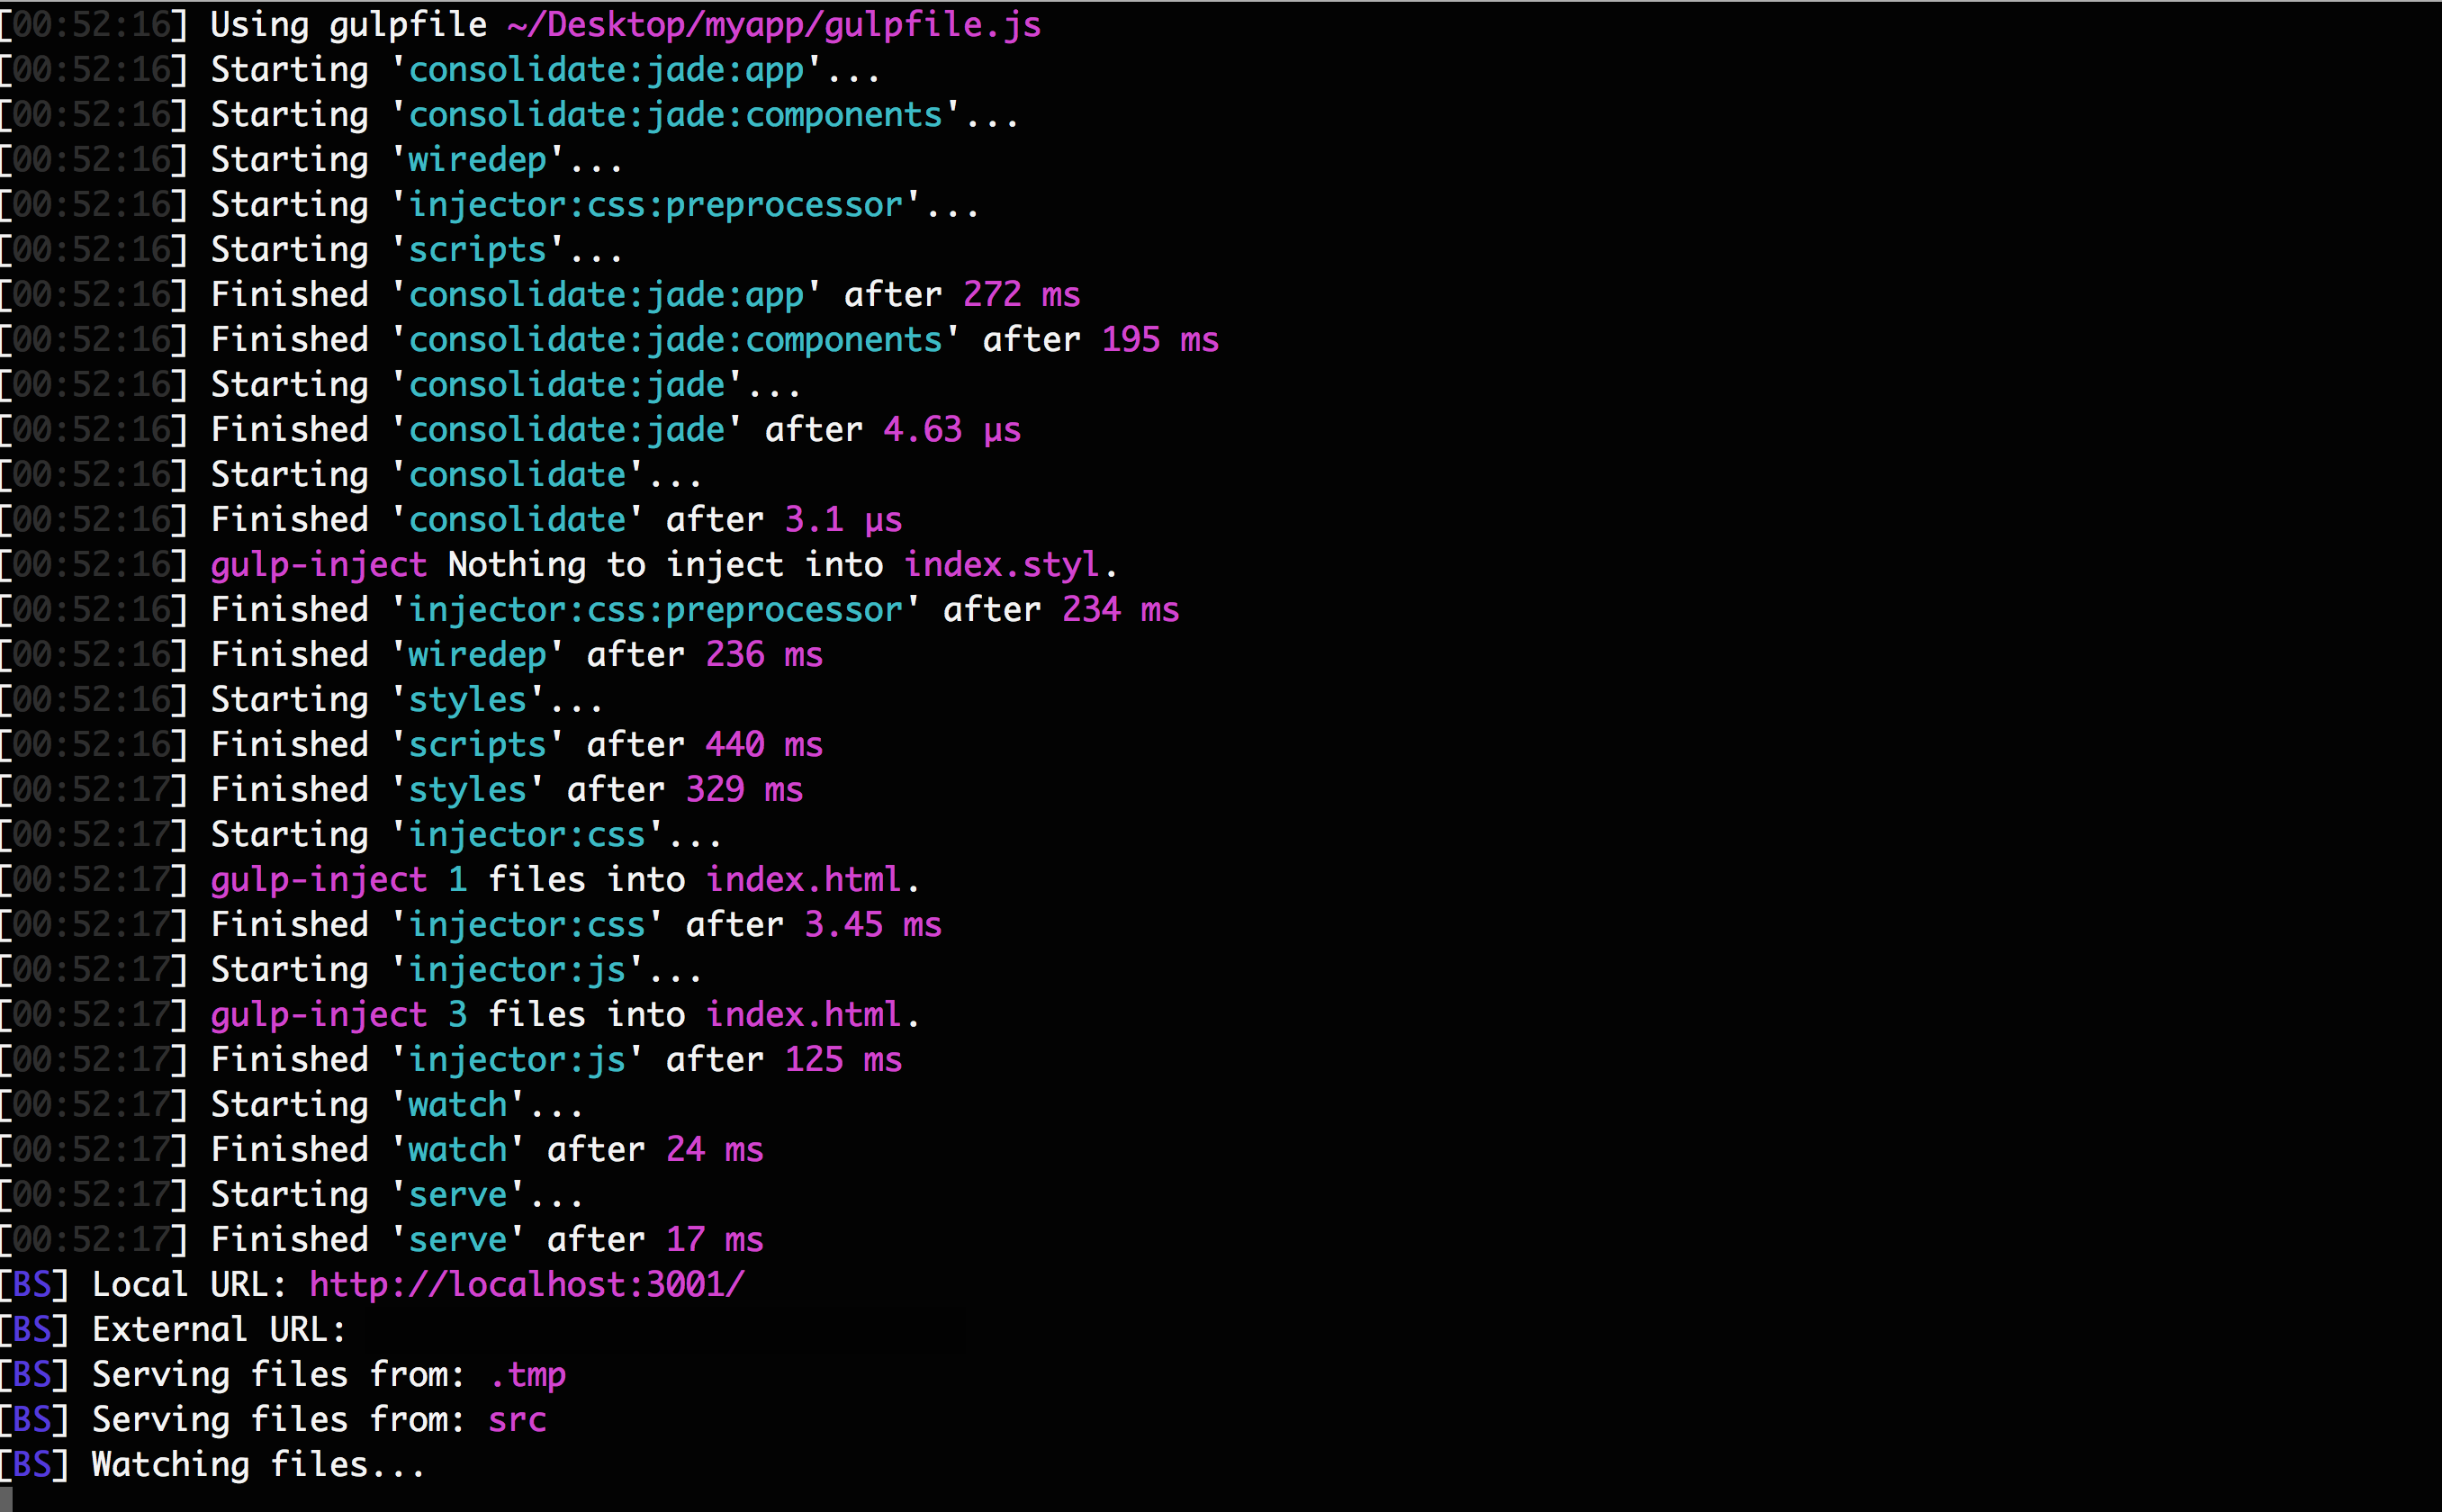 [00:52:16] Using gulpfile ~/Desktop/myapp/gulpfile.js
[00:52:16] Starting 'consolidate:jade:app'...
[00:52:16] Starting 'consolidate:jade:components'...
[00:52:16] Starting 'wiredep'...
[00:52:16] Starting 'injector:css:preprocessor'...
[00:52:16] Starting 'scripts'...
[00:52:16] Finished 'consolidate:jade:app' after 272 ms
[00:52:16] Finished 'consolidate:jade:components' after 195 ms
[00:52:16] Starting 'consolidate:jade'...
[00:52:16] Finished 'consolidate:jade' after 4.63 μs
[00:52:16] Starting 'consolidate'...
[00:52:16] Finished 'consolidate' after 3.1 μs
[00:52:16] gulp-inject Nothing to inject into index.styl.
[00:52:16] Finished 'injector:css:preprocessor' after 234 ms
[00:52:16] Finished 'wiredep' after 236 ms
[00:52:16] Starting 'styles'...
[00:52:16] Finished 'scripts' after 440 ms
[00:52:17] Finished 'styles' after 329 ms
[00:52:17] Starting 'injector:css'...
[00:52:17] gulp-inject 1 files into index.html.
[00:52:17] Finished 'injector:css' after 3.45 ms
[00:52:17] Starting 'injector:js'...
[00:52:17] gulp-inject 3 files into index.html.
[00:52:17] Finished 'injector:js' after 125 ms
[00:52:17] Starting 'watch'...
[00:52:17] Finished 'watch' after 24 ms
[00:52:17] Starting 'serve'...
[00:52:17] Finished 'serve' after 17 ms
[BS] Local URL: http://localhost:3001/
[BS] External URL:
[BS] Serving files from: .tmp
[BS] Serving files from: src
[BS] Watching files...